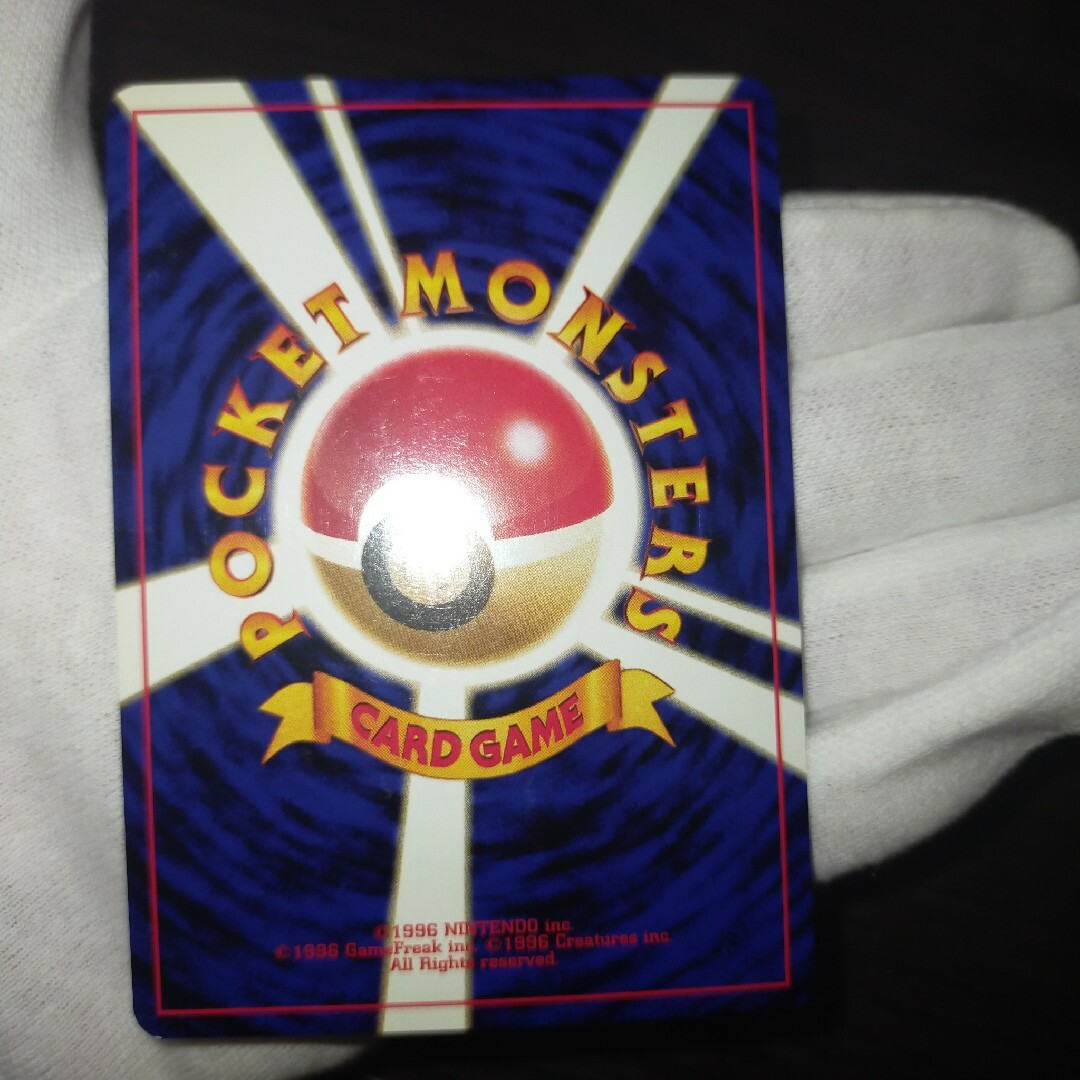 POCKET MONSTERS
CARD GAME
©1996 NINTENDO inc.
©1996 GameFreak inc. ©1996 Creatures inc.
All Rights reserved.